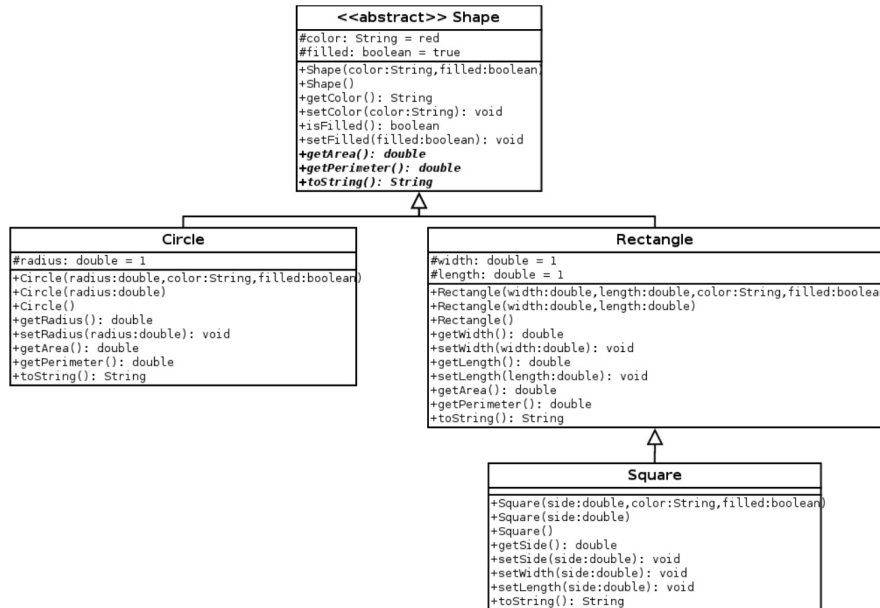 <<abstract>> Shape
#color: String = red
#filled: boolean = true
+Shape(color:String,filled:boolean)
+Shape()
+getColor(): String
+setColor(color:String): void
+isFilled(): boolean
+setFilled(filled:boolean): void
+getArea(): double
+getPerimeter(): double
+toString(): String
Circle
#radius: double = 1
+Circle(radius:double,color:String,filled:boolean)
+Circle(radius:double)
+Circle()
+getRadius(): double
+setRadius(radius:double): void
+getArea(): double
+getPerimeter(): double
+toString(): String
Rectangle
#width: double = 1
#length: double = 1
+Rectangle(width:double,length:double,color:String,filled:boolean
+Rectangle(width:double,length:double)
+Rectangle()
+getWidth(): double
+setWidth(width:double): void
+getLength(): double
+setLength(length:double): void
+getArea(): double
+getPerimeter(): double
+toString(): String
Square
+Square(side:double,color:String,filled:boolean)
+Square(side:double)
+Square()
+getSide(): double
+setSide(side:double): void
+setWidth(side:double): void
+setLength(side:double): void
+toString(): String